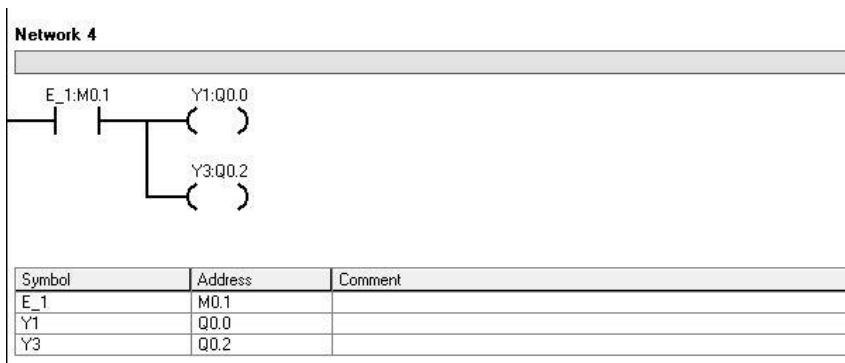 Network 4
E_1:M0.1 Y1:Q0.0
Y3:Q0.2
Symbol Address Comment
E_1 M0.1
Y1 Q0.0
Y3 Q0.2